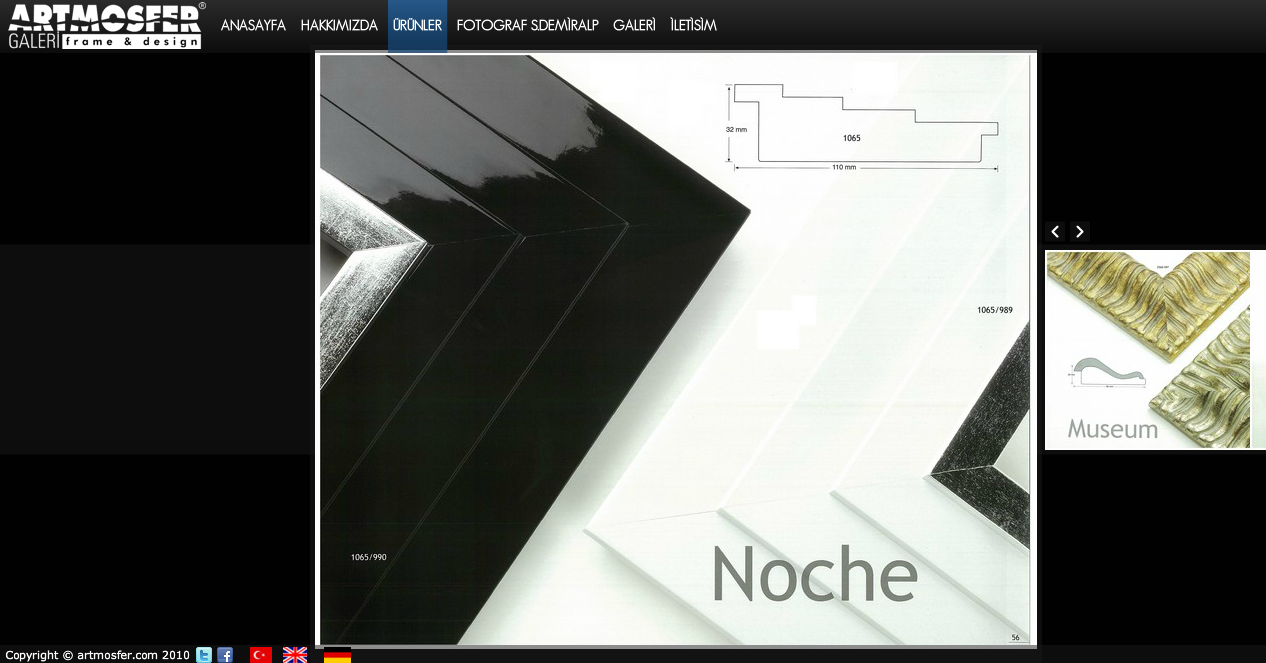 ARTMOSFER®
GALERİ frame & design
ANASAYFA HAKKIMIZDA ÜRÜNLER FOTOGRAF S.DEMİRALP GALERİ İLETİSİM
32 mm
1065
110 mm
1065/989
1065/990
Noche
56
Museum
Copyright © artmosfer.com 2010